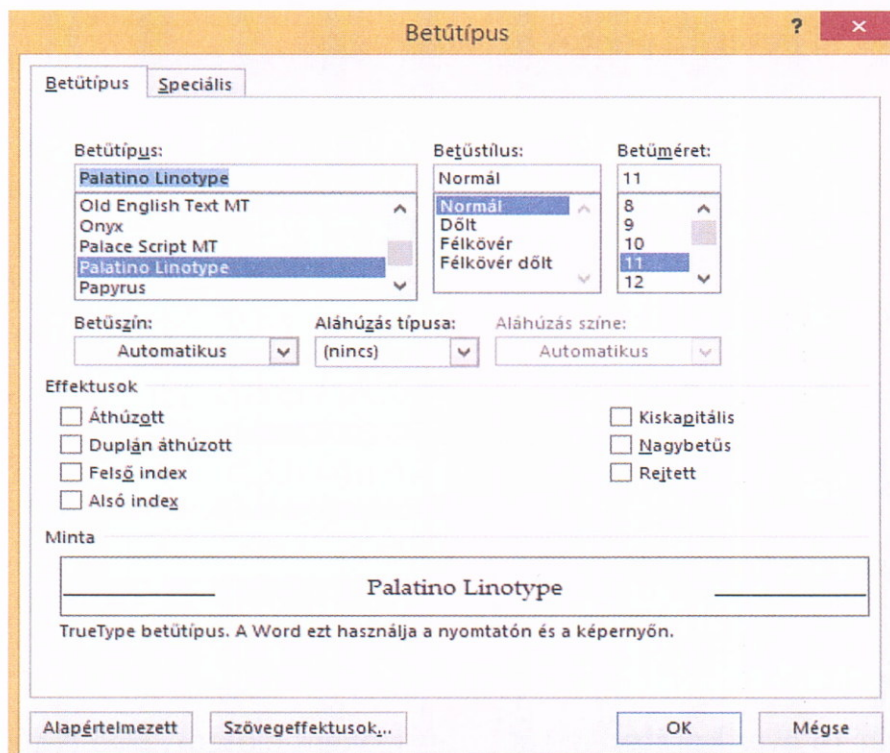 Betűtípus
? ×
Betűtípus Speciális
Betűtípus: Betűstílus: Betűméret:
Palatino Linotype Normál 11
Old English Text MT Normál 8
Onyx Dőlt 9
Palace Script MT Félkövér 10
Palatino Linotype Félkövér dőlt 11
Papyrus 12
Betűszín: Aláhúzás típusa: Aláhúzás színe:
Automatikus (nincs) Automatikus
Effektusok
Áthúzott Kiskapitális
Duplán áthúzott Nagybetűs
Felső index Rejtett
Alsó index
Minta
Palatino Linotype
TrueType betűtípus. A Word ezt használja a nyomtatón és a képernyőn.
Alapértelmezett Szövegeffektusok... OK Mégse